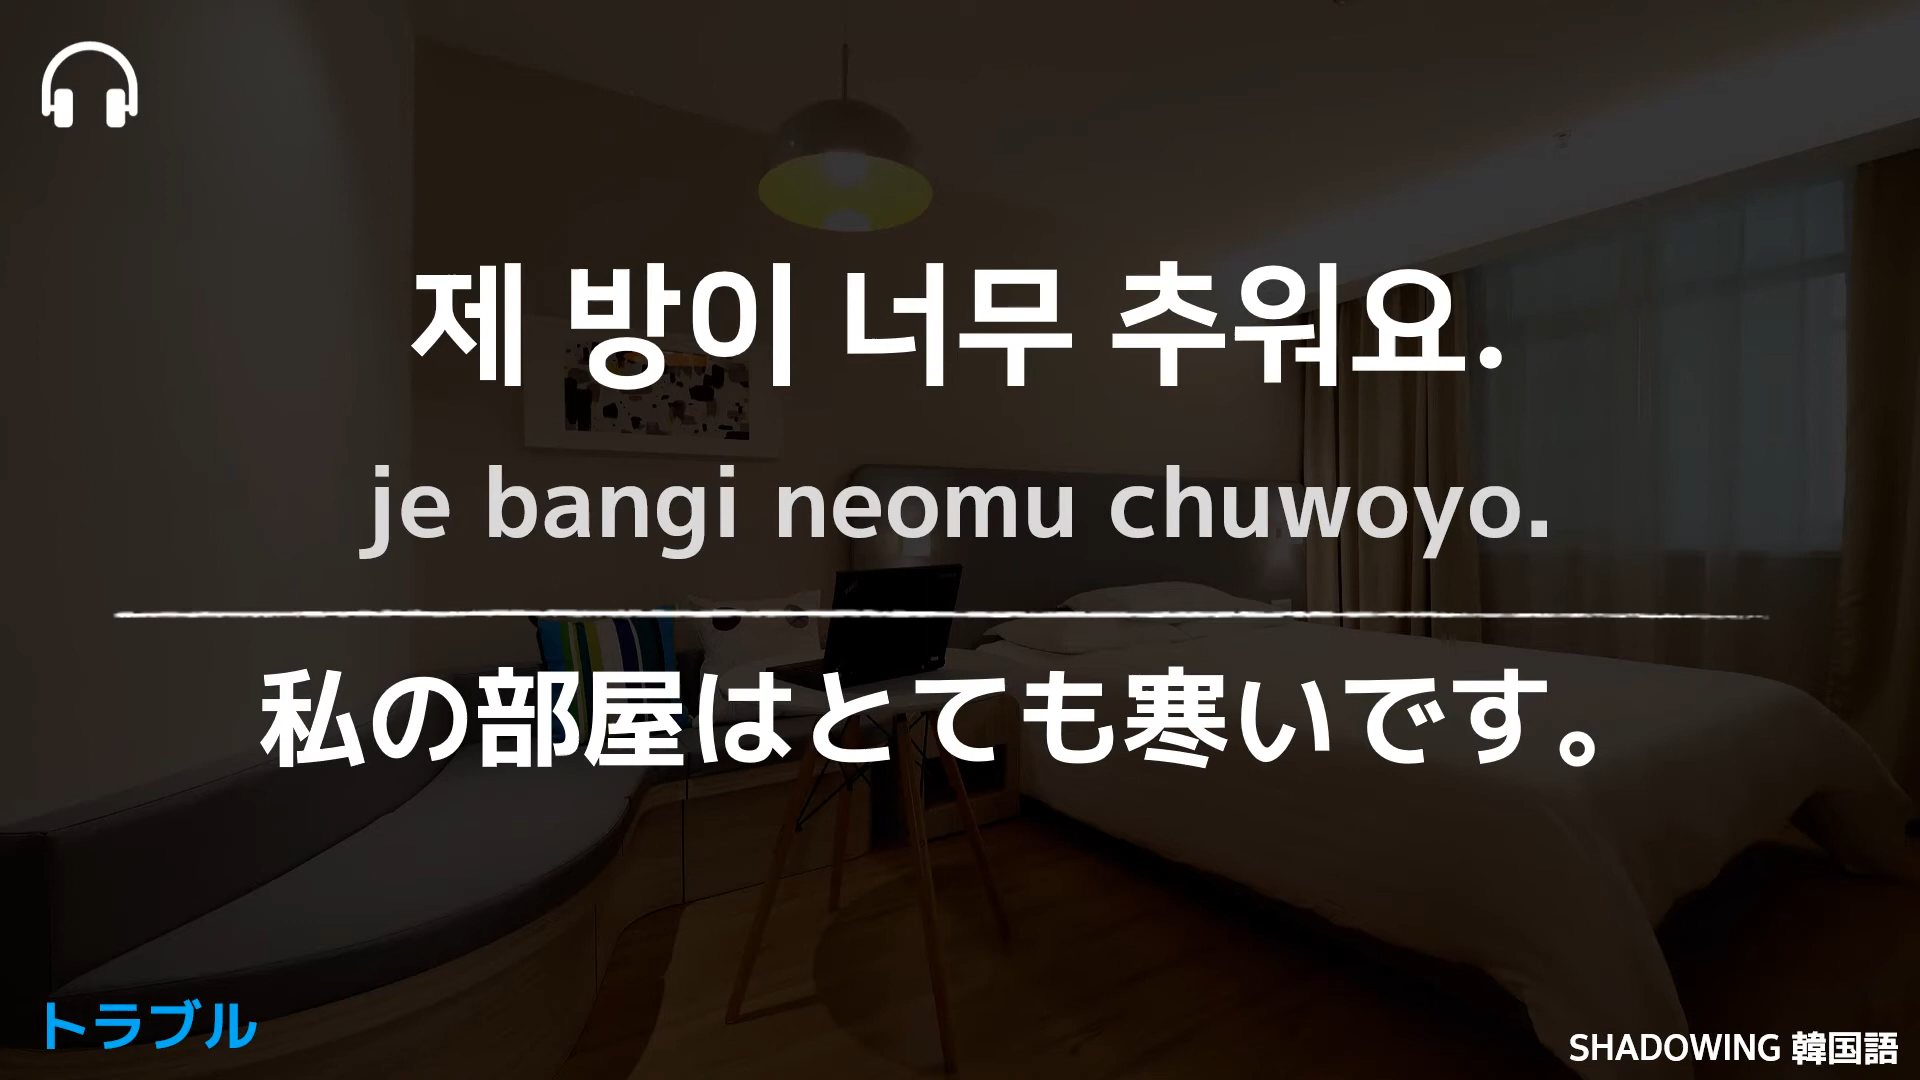 제 방이 너무 추워요.
je bangi neomu chuwoyo.
私の部屋はとても寒いです。
トラブル
SHADOWING 韓国語